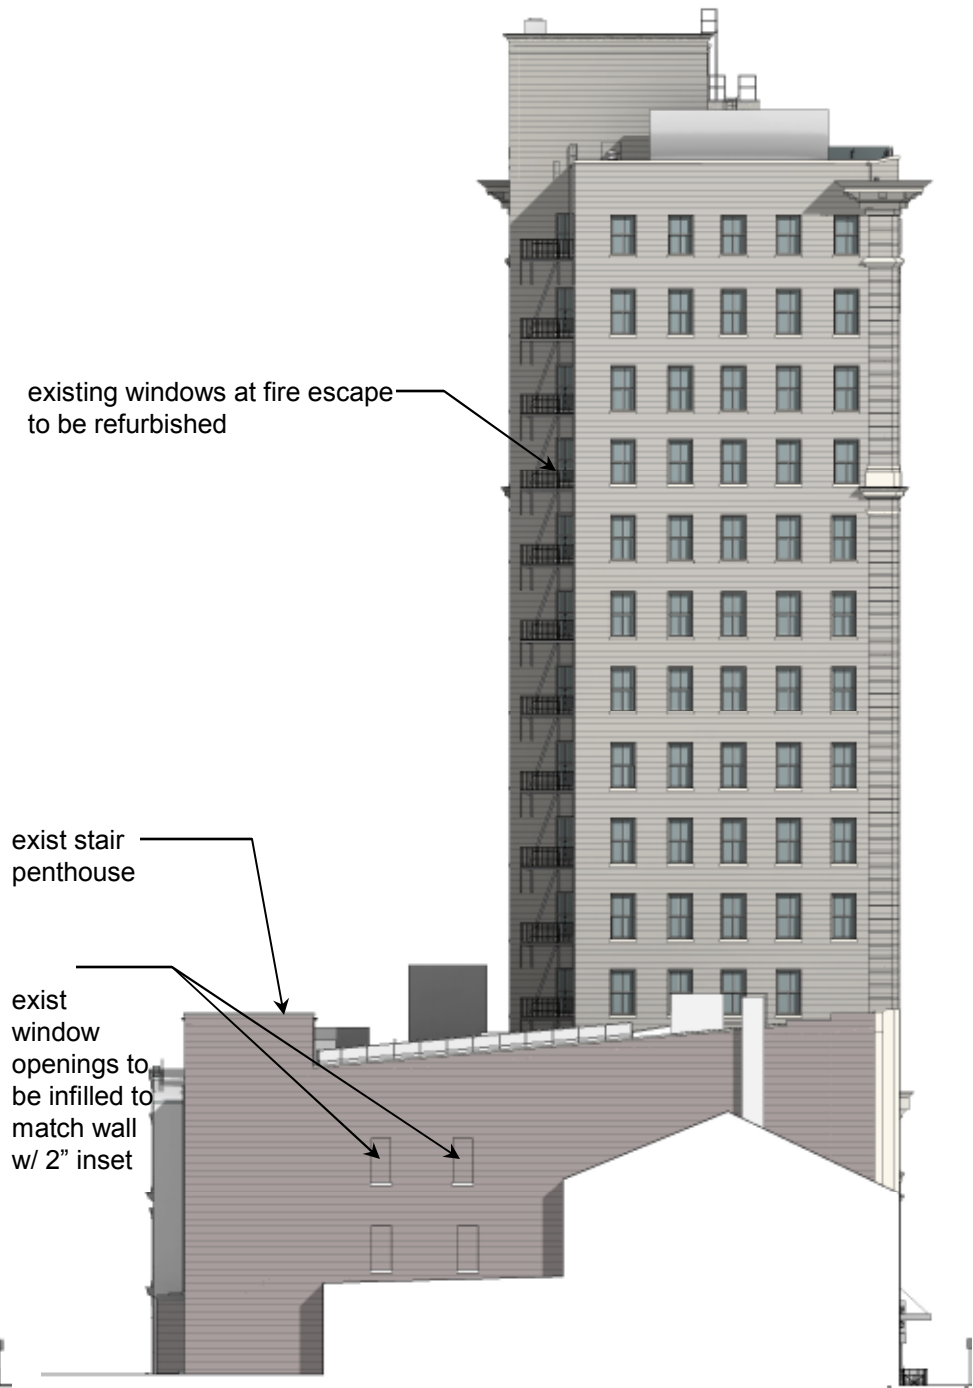 existing windows at fire escape
to be refurbished
exist stair
penthouse
exist
window
openings to
be infilled to
match wall
w/ 2” inset